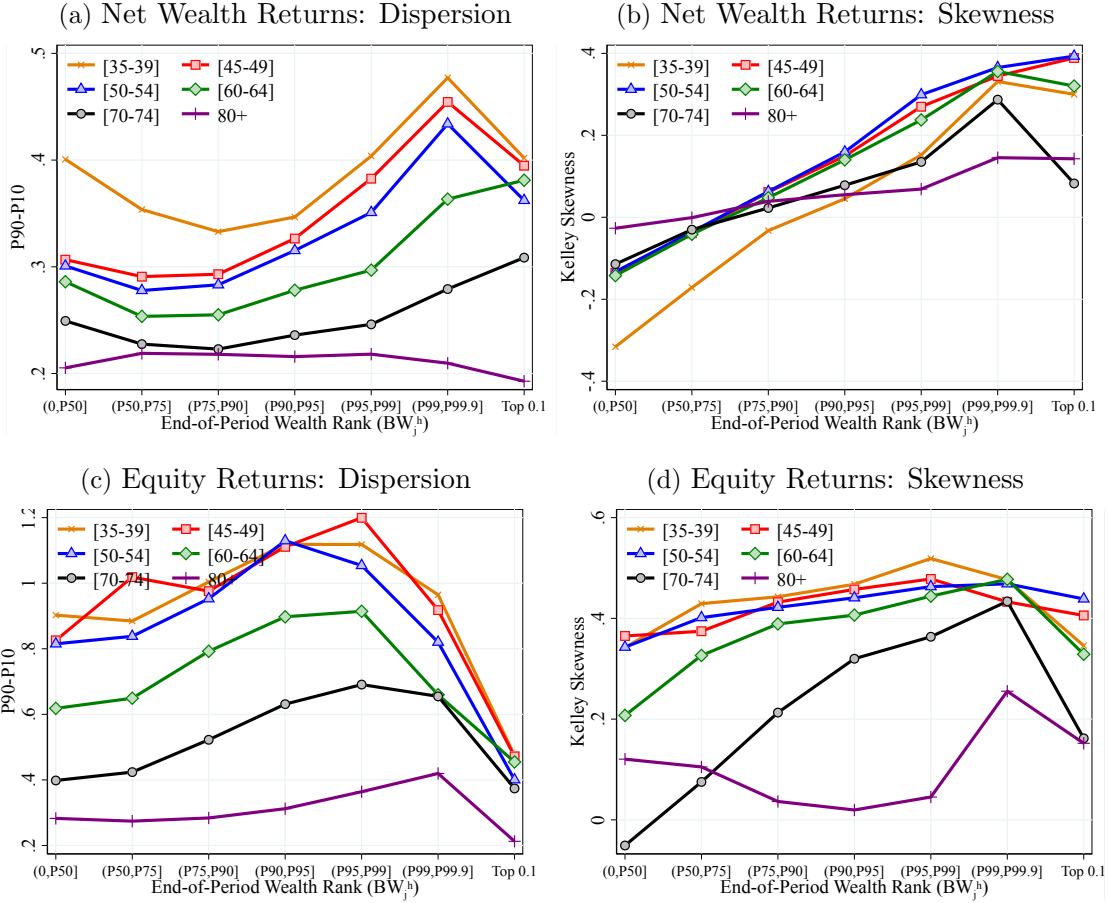 (a) Net Wealth Returns: Dispersion
P90-P10
.5
.4
.3
.2
[35-39] [45-49]
[50-54] [60-64]
[70-74] 80+
(0,P50] (P50,P75] (P75,P90] (P90,P95] (P95,P99] (P99,P99.9] Top 0.1
End-of-Period Wealth Rank (BW_j^h)
(b) Net Wealth Returns: Skewness
Kelley Skewness
.4
.2
0
-.2
-.4
[35-39] [45-49]
[50-54] [60-64]
[70-74] 80+
(0,P50] (P50,P75] (P75,P90] (P90,P95] (P95,P99] (P99,P99.9] Top 0.1
End-of-Period Wealth Rank (BW_j^h)
(c) Equity Returns: Dispersion
P90-P10
1.2
1
.8
.6
.4
.2
[35-39] [45-49]
[50-54] [60-64]
[70-74] 80+
(0,P50] (P50,P75] (P75,P90] (P90,P95] (P95,P99] (P99,P99.9] Top 0.1
End-of-Period Wealth Rank (BW_j^h)
(d) Equity Returns: Skewness
Kelley Skewness
.6
.4
.2
0
[35-39] [45-49]
[50-54] [60-64]
[70-74] 80+
(0,P50] (P50,P75] (P75,P90] (P90,P95] (P95,P99] (P99,P99.9] Top 0.1
End-of-Period Wealth Rank (BW_j^h)